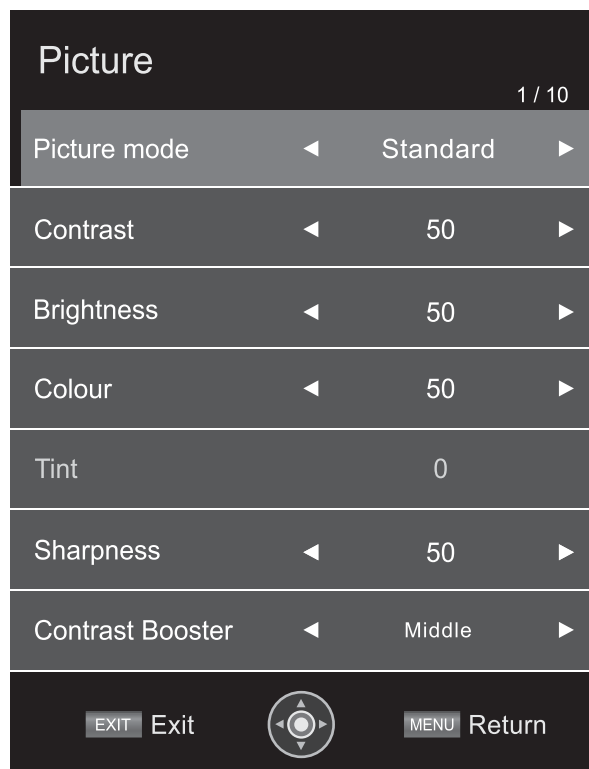 Picture
1 / 10
Picture mode Standard
Contrast 50
Brightness 50
Colour 50
Tint 0
Sharpness 50
Contrast Booster Middle
EXIT Exit MENU Return